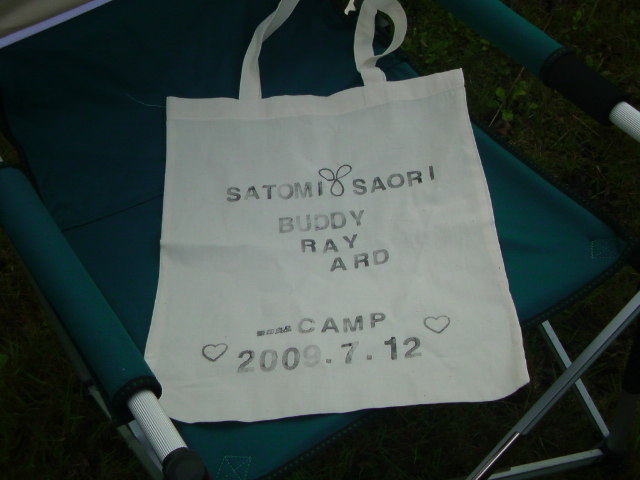 SATOMI SAORI
BUDDY
RAY
ARD
CAMP
2009.7.12